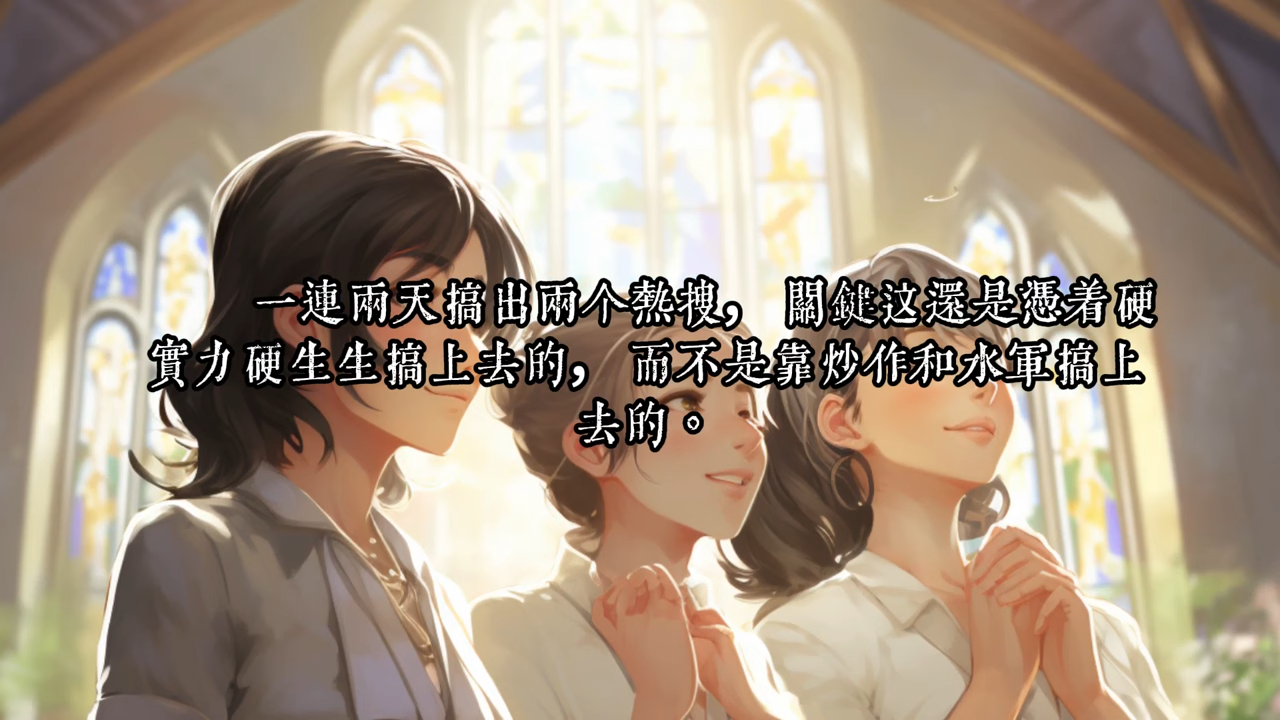 一連兩天搞出兩个熱搜，關鍵这還是憑着硬
實力硬生生搞上去的，而不是靠炒作和水軍搞上
去的。